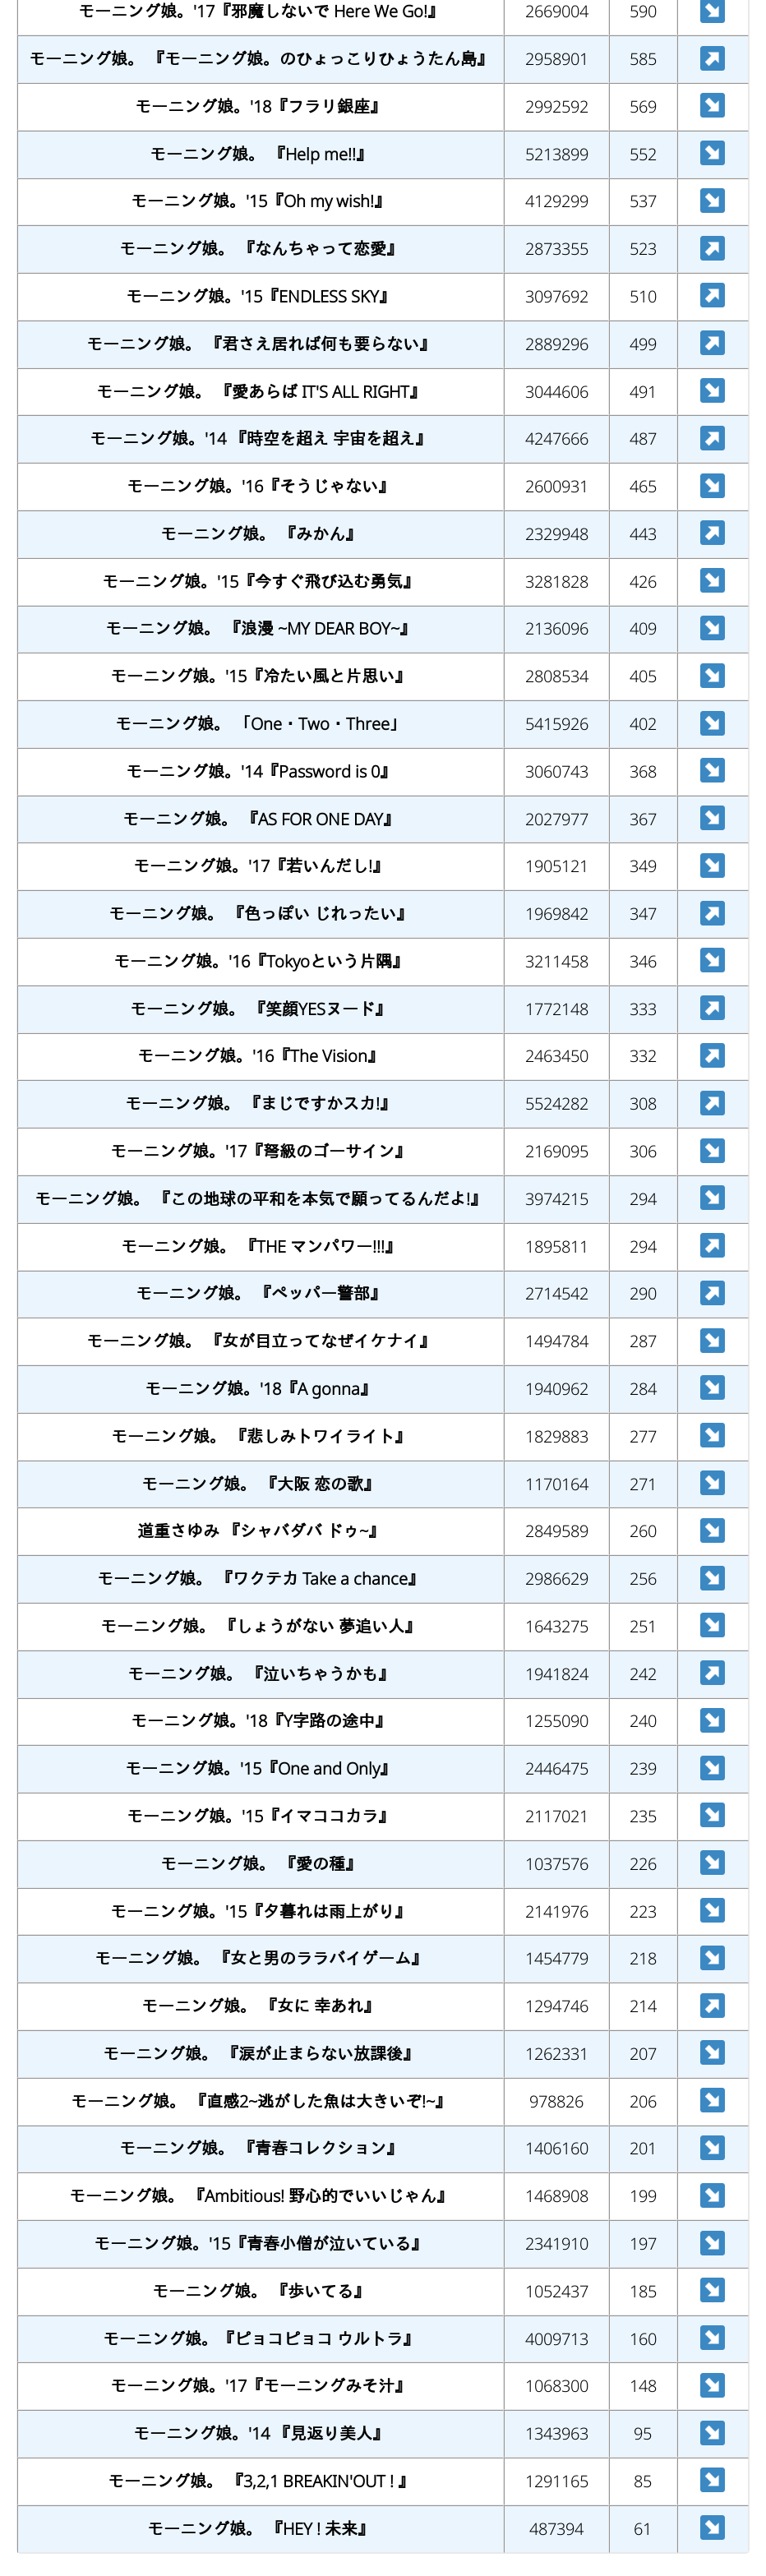 モーニング娘。'17『邪魔しないで Here We Go!』 2669004 590
モーニング娘。 『モーニング娘。のひょっこりひょうたん島』 2958901 585
モーニング娘。'18『フラリ銀座』 2992592 569
モーニング娘。 『Help me!!』 5213899 552
モーニング娘。'15『Oh my wish!』 4129299 537
モーニング娘。 『なんちゃって恋愛』 2873355 523
モーニング娘。'15『ENDLESS SKY』 3097692 510
モーニング娘。 『君さえ居れば何も要らない』 2889296 499
モーニング娘。 『愛あらば IT'S ALL RIGHT』 3044606 491
モーニング娘。'14 『時空を超え 宇宙を超え』 4247666 487
モーニング娘。'16『そうじゃない』 2600931 465
モーニング娘。 『みかん』 2329948 443
モーニング娘。'15『今すぐ飛び込む勇気』 3281828 426
モーニング娘。 『浪漫 ~MY DEAR BOY~』 2136096 409
モーニング娘。'15『冷たい風と片思い』 2808534 405
モーニング娘。 「One・Two・Three」 5415926 402
モーニング娘。'14『Password is 0』 3060743 368
モーニング娘。 『AS FOR ONE DAY』 2027977 367
モーニング娘。'17『若いんだし!』 1905121 349
モーニング娘。 『色っぽい じれったい』 1969842 347
モーニング娘。'16『Tokyoという片隅』 3211458 346
モーニング娘。 『笑顔YESヌード』 1772148 333
モーニング娘。'16『The Vision』 2463450 332
モーニング娘。 『まじですかスカ!』 5524282 308
モーニング娘。'17『弩級のゴーサイン』 2169095 306
モーニング娘。 『この地球の平和を本気で願ってるんだよ!』 3974215 294
モーニング娘。 『THE マンパワー!!!』 1895811 294
モーニング娘。 『ペッパー警部』 2714542 290
モーニング娘。 『女が目立ってなぜイケナイ』 1494784 287
モーニング娘。'18『A gonna』 1940962 284
モーニング娘。 『悲しみトワイライト』 1829883 277
モーニング娘。 『大阪 恋の歌』 1170164 271
道重さゆみ 『シャバダバ ドゥ~』 2849589 260
モーニング娘。 『ワクテカ Take a chance』 2986629 256
モーニング娘。 『しょうがない 夢追い人』 1643275 251
モーニング娘。 『泣いちゃうかも』 1941824 242
モーニング娘。'18『Y字路の途中』 1255090 240
モーニング娘。'15『One and Only』 2446475 239
モーニング娘。'15『イマココカラ』 2117021 235
モーニング娘。 『愛の種』 1037576 226
モーニング娘。'15『夕暮れは雨上がり』 2141976 223
モーニング娘。 『女と男のララバイゲーム』 1454779 218
モーニング娘。 『女に 幸あれ』 1294746 214
モーニング娘。 『涙が止まらない放課後』 1262331 207
モーニング娘。 『直感2~逃がした魚は大きいぞ!~』 978826 206
モーニング娘。 『青春コレクション』 1406160 201
モーニング娘。 『Ambitious! 野心的でいいじゃん』 1468908 199
モーニング娘。'15『青春小僧が泣いている』 2341910 197
モーニング娘。 『歩いてる』 1052437 185
モーニング娘。『ピョコピョコ ウルトラ』 4009713 160
モーニング娘。'17『モーニングみそ汁』 1068300 148
モーニング娘。'14 『見返り美人』 1343963 95
モーニング娘。 『3,2,1 BREAKIN'OUT ! 』 1291165 85
モーニング娘。 『HEY ! 未来』 487394 61